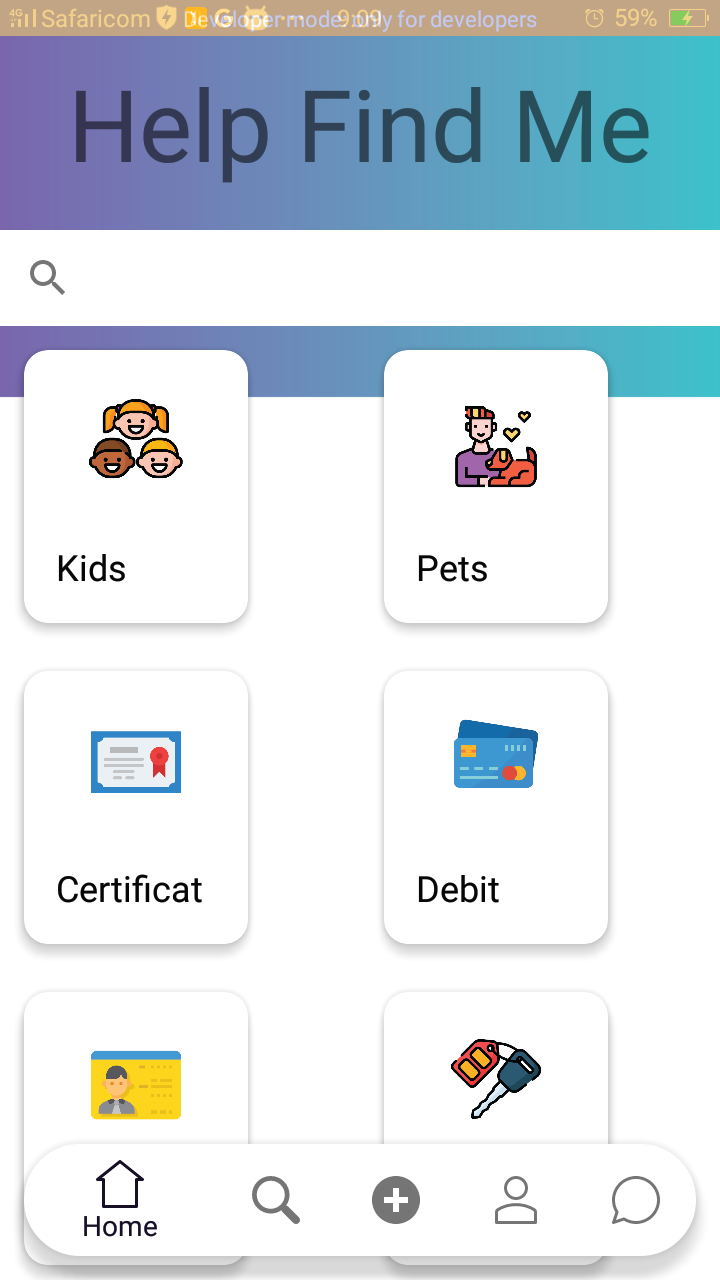 4G Safaricom G ... 9:09 59%
Developer mode: only for developers
Help Find Me
Kids
Pets
Certificat
Debit
Home